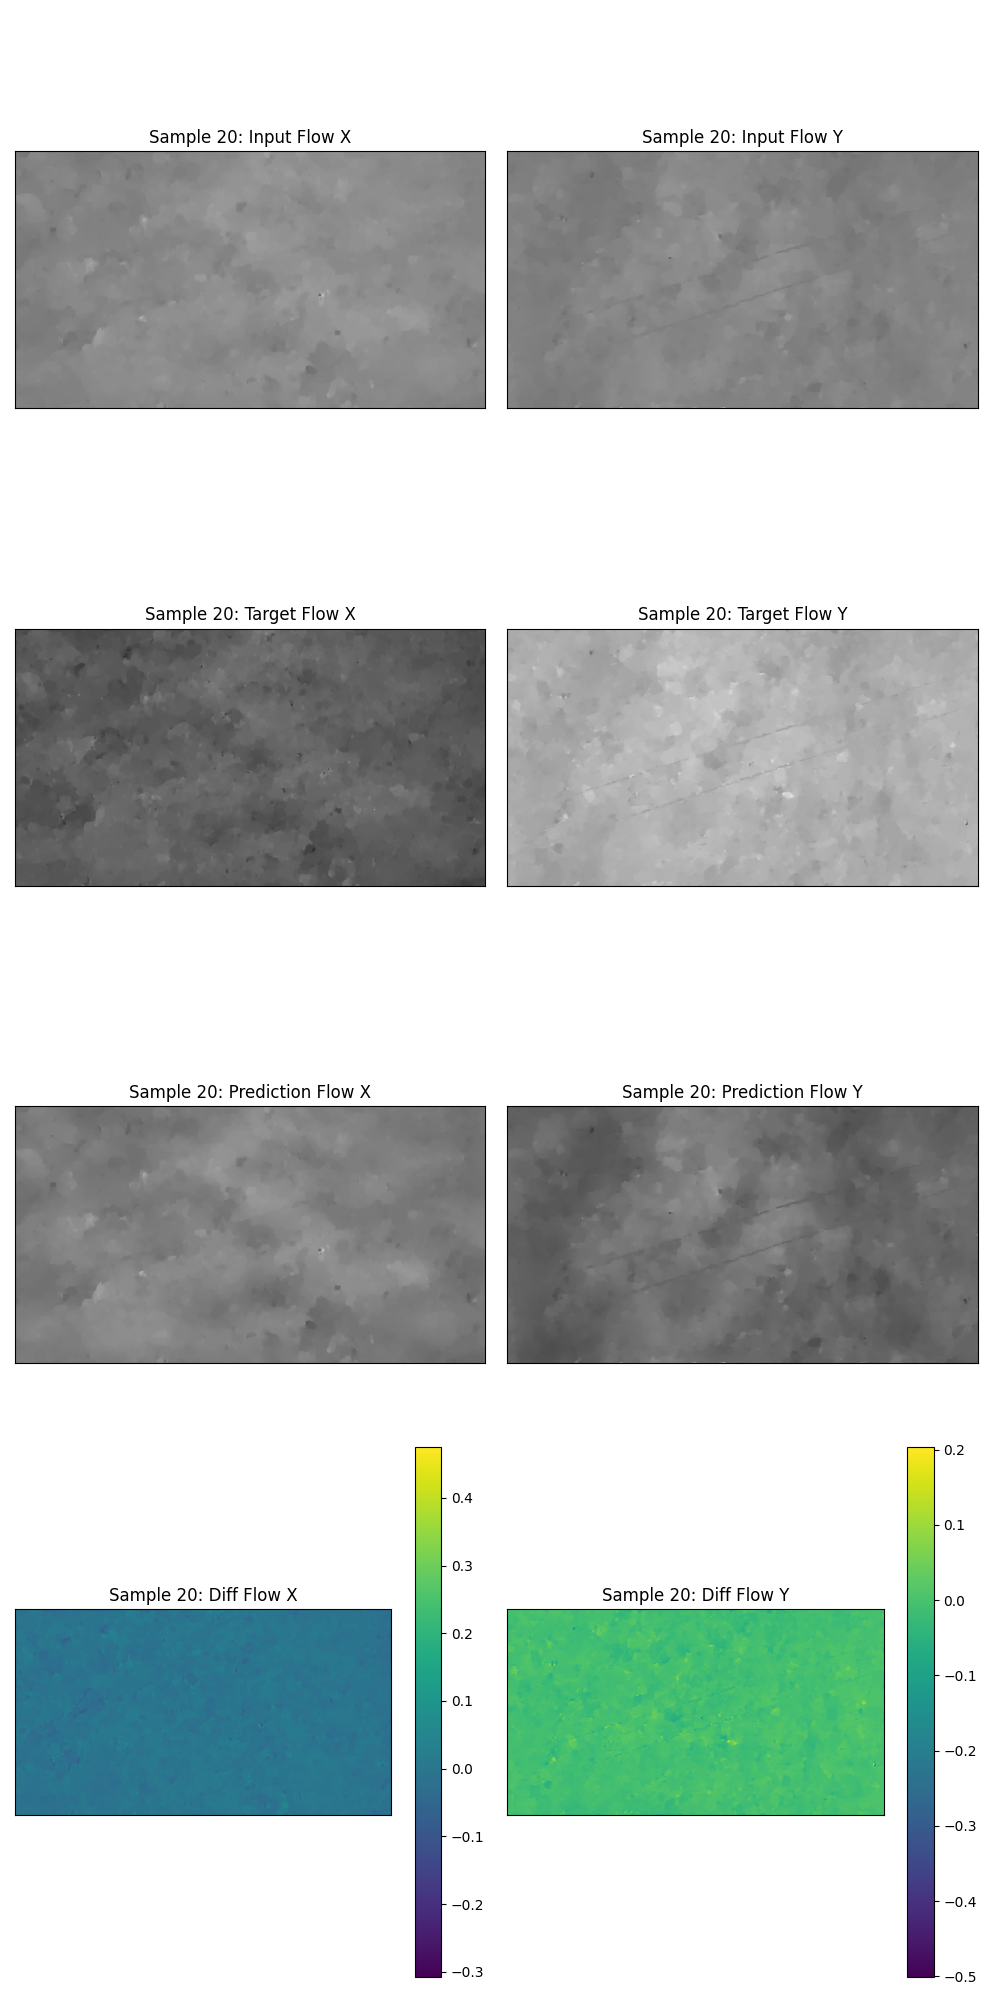 Sample 20: Input Flow X
Sample 20: Input Flow Y
Sample 20: Target Flow X
Sample 20: Target Flow Y
Sample 20: Prediction Flow X
Sample 20: Prediction Flow Y
Sample 20: Diff Flow X
0.4
0.3
0.2
0.1
0.0
−0.1
−0.2
−0.3
Sample 20: Diff Flow Y
0.2
0.1
0.0
−0.1
−0.2
−0.3
−0.4
−0.5